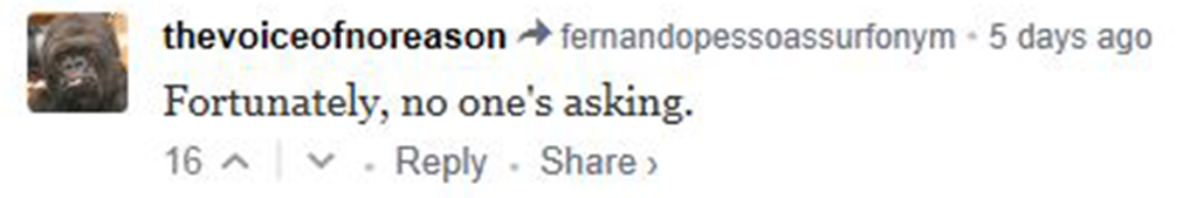 thevoiceofnoreason → fernandopessoassurfonym • 5 days ago
Fortunately, no one's asking.
16 • Reply • Share ›